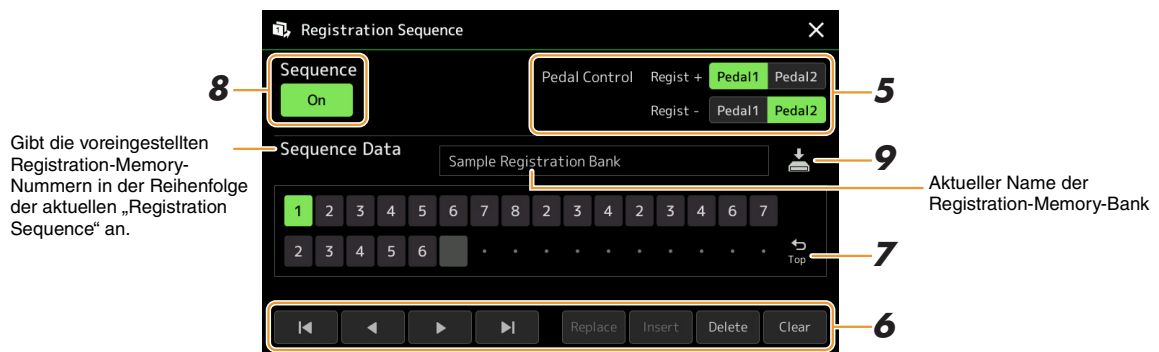 Registration Sequence
Sequence
On
8
Pedal Control Regist + Pedal1 Pedal2
Regist - Pedal1 Pedal2
5
Gibt die voreingestellten
Registration-Memory-
Nummern in der Reihenfolge
der aktuellen „Registration
Sequence“ an.
Sequence Data
Sample Registration Bank
9
Aktueller Name der
Registration-Memory-Bank
1 2 3 4 5 6 7 8 2 3 4 2 3 4 6 7
2 3 4 5 6
Top
7
Replace Insert Delete Clear
6